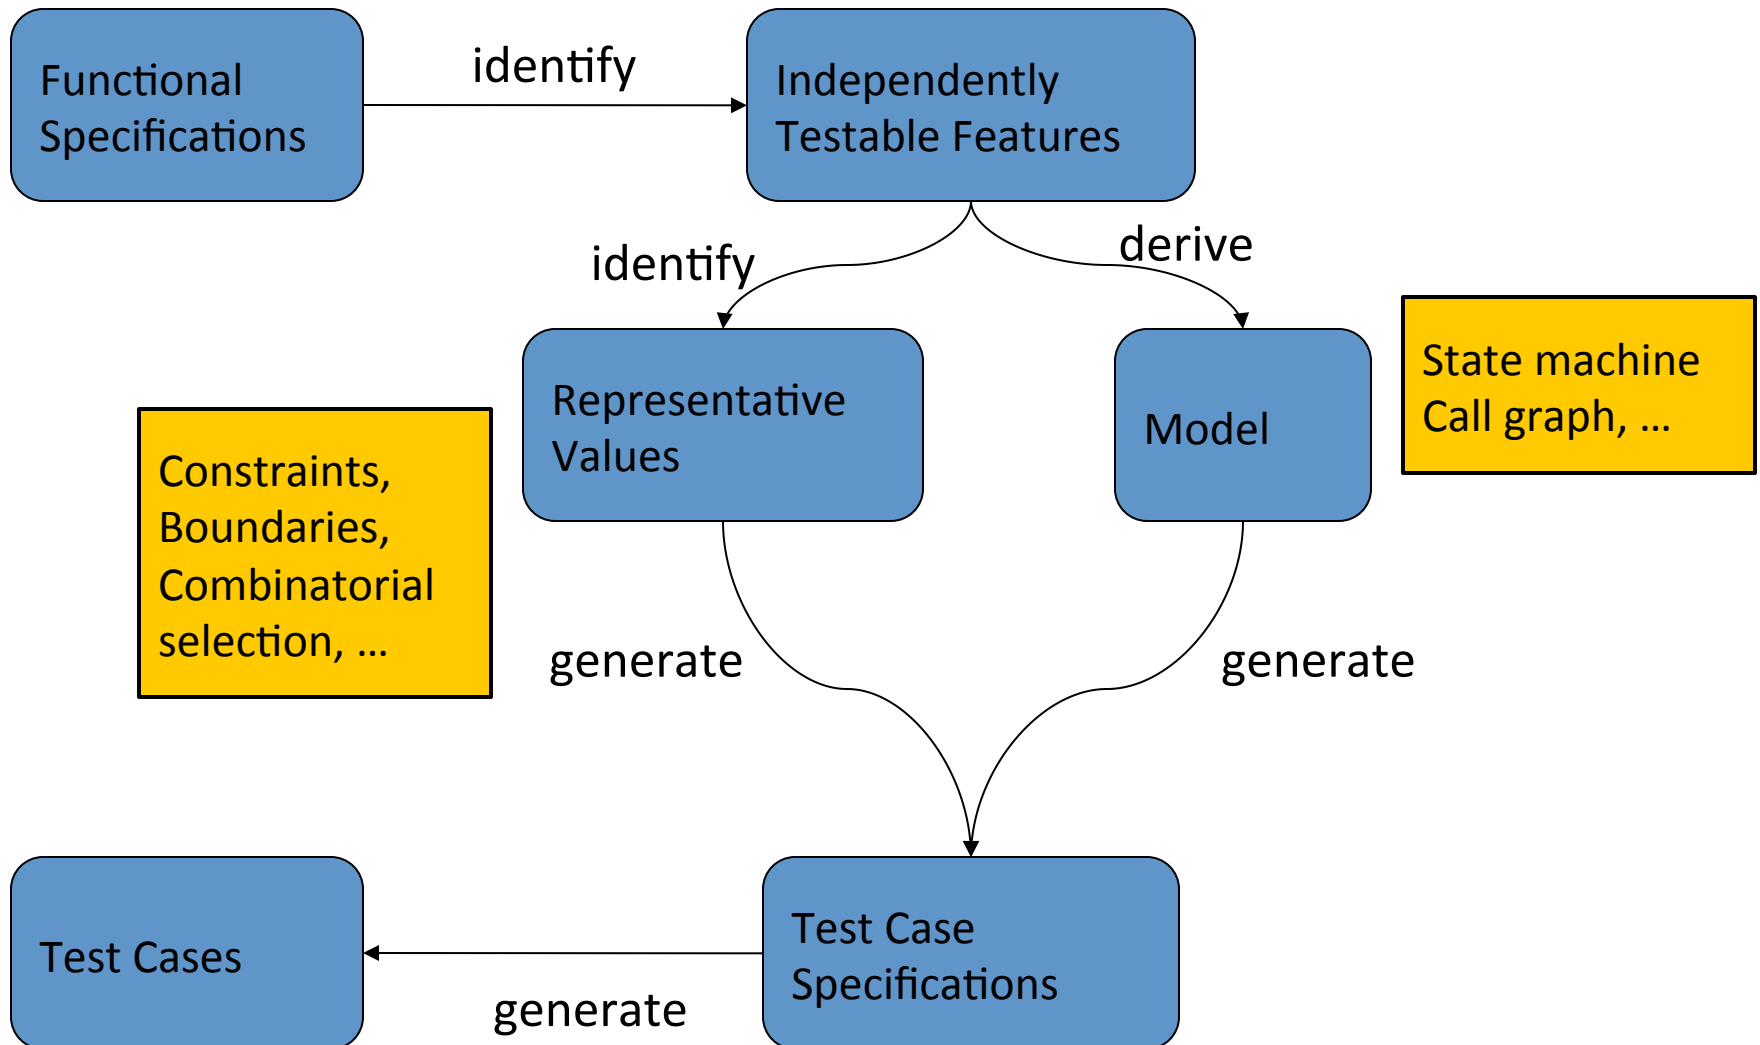 Functional
Specifications
identify
Independently
Testable Features
identify
derive
Representative
Values
Model
State machine
Call graph, ...
Constraints,
Boundaries,
Combinatorial
selection, ...
generate
generate
Test Cases
generate
Test Case
Specifications